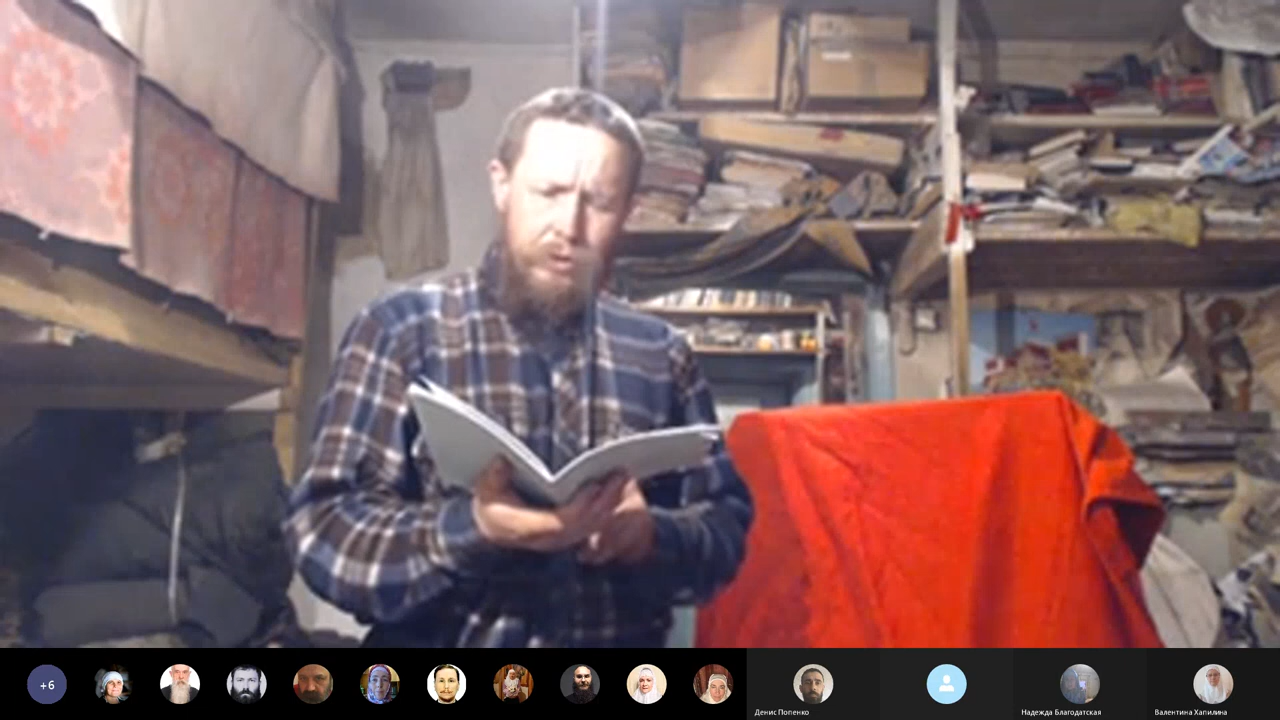 +6
Денис Попенко
Надежда Благодатская
Валентина Хапилина